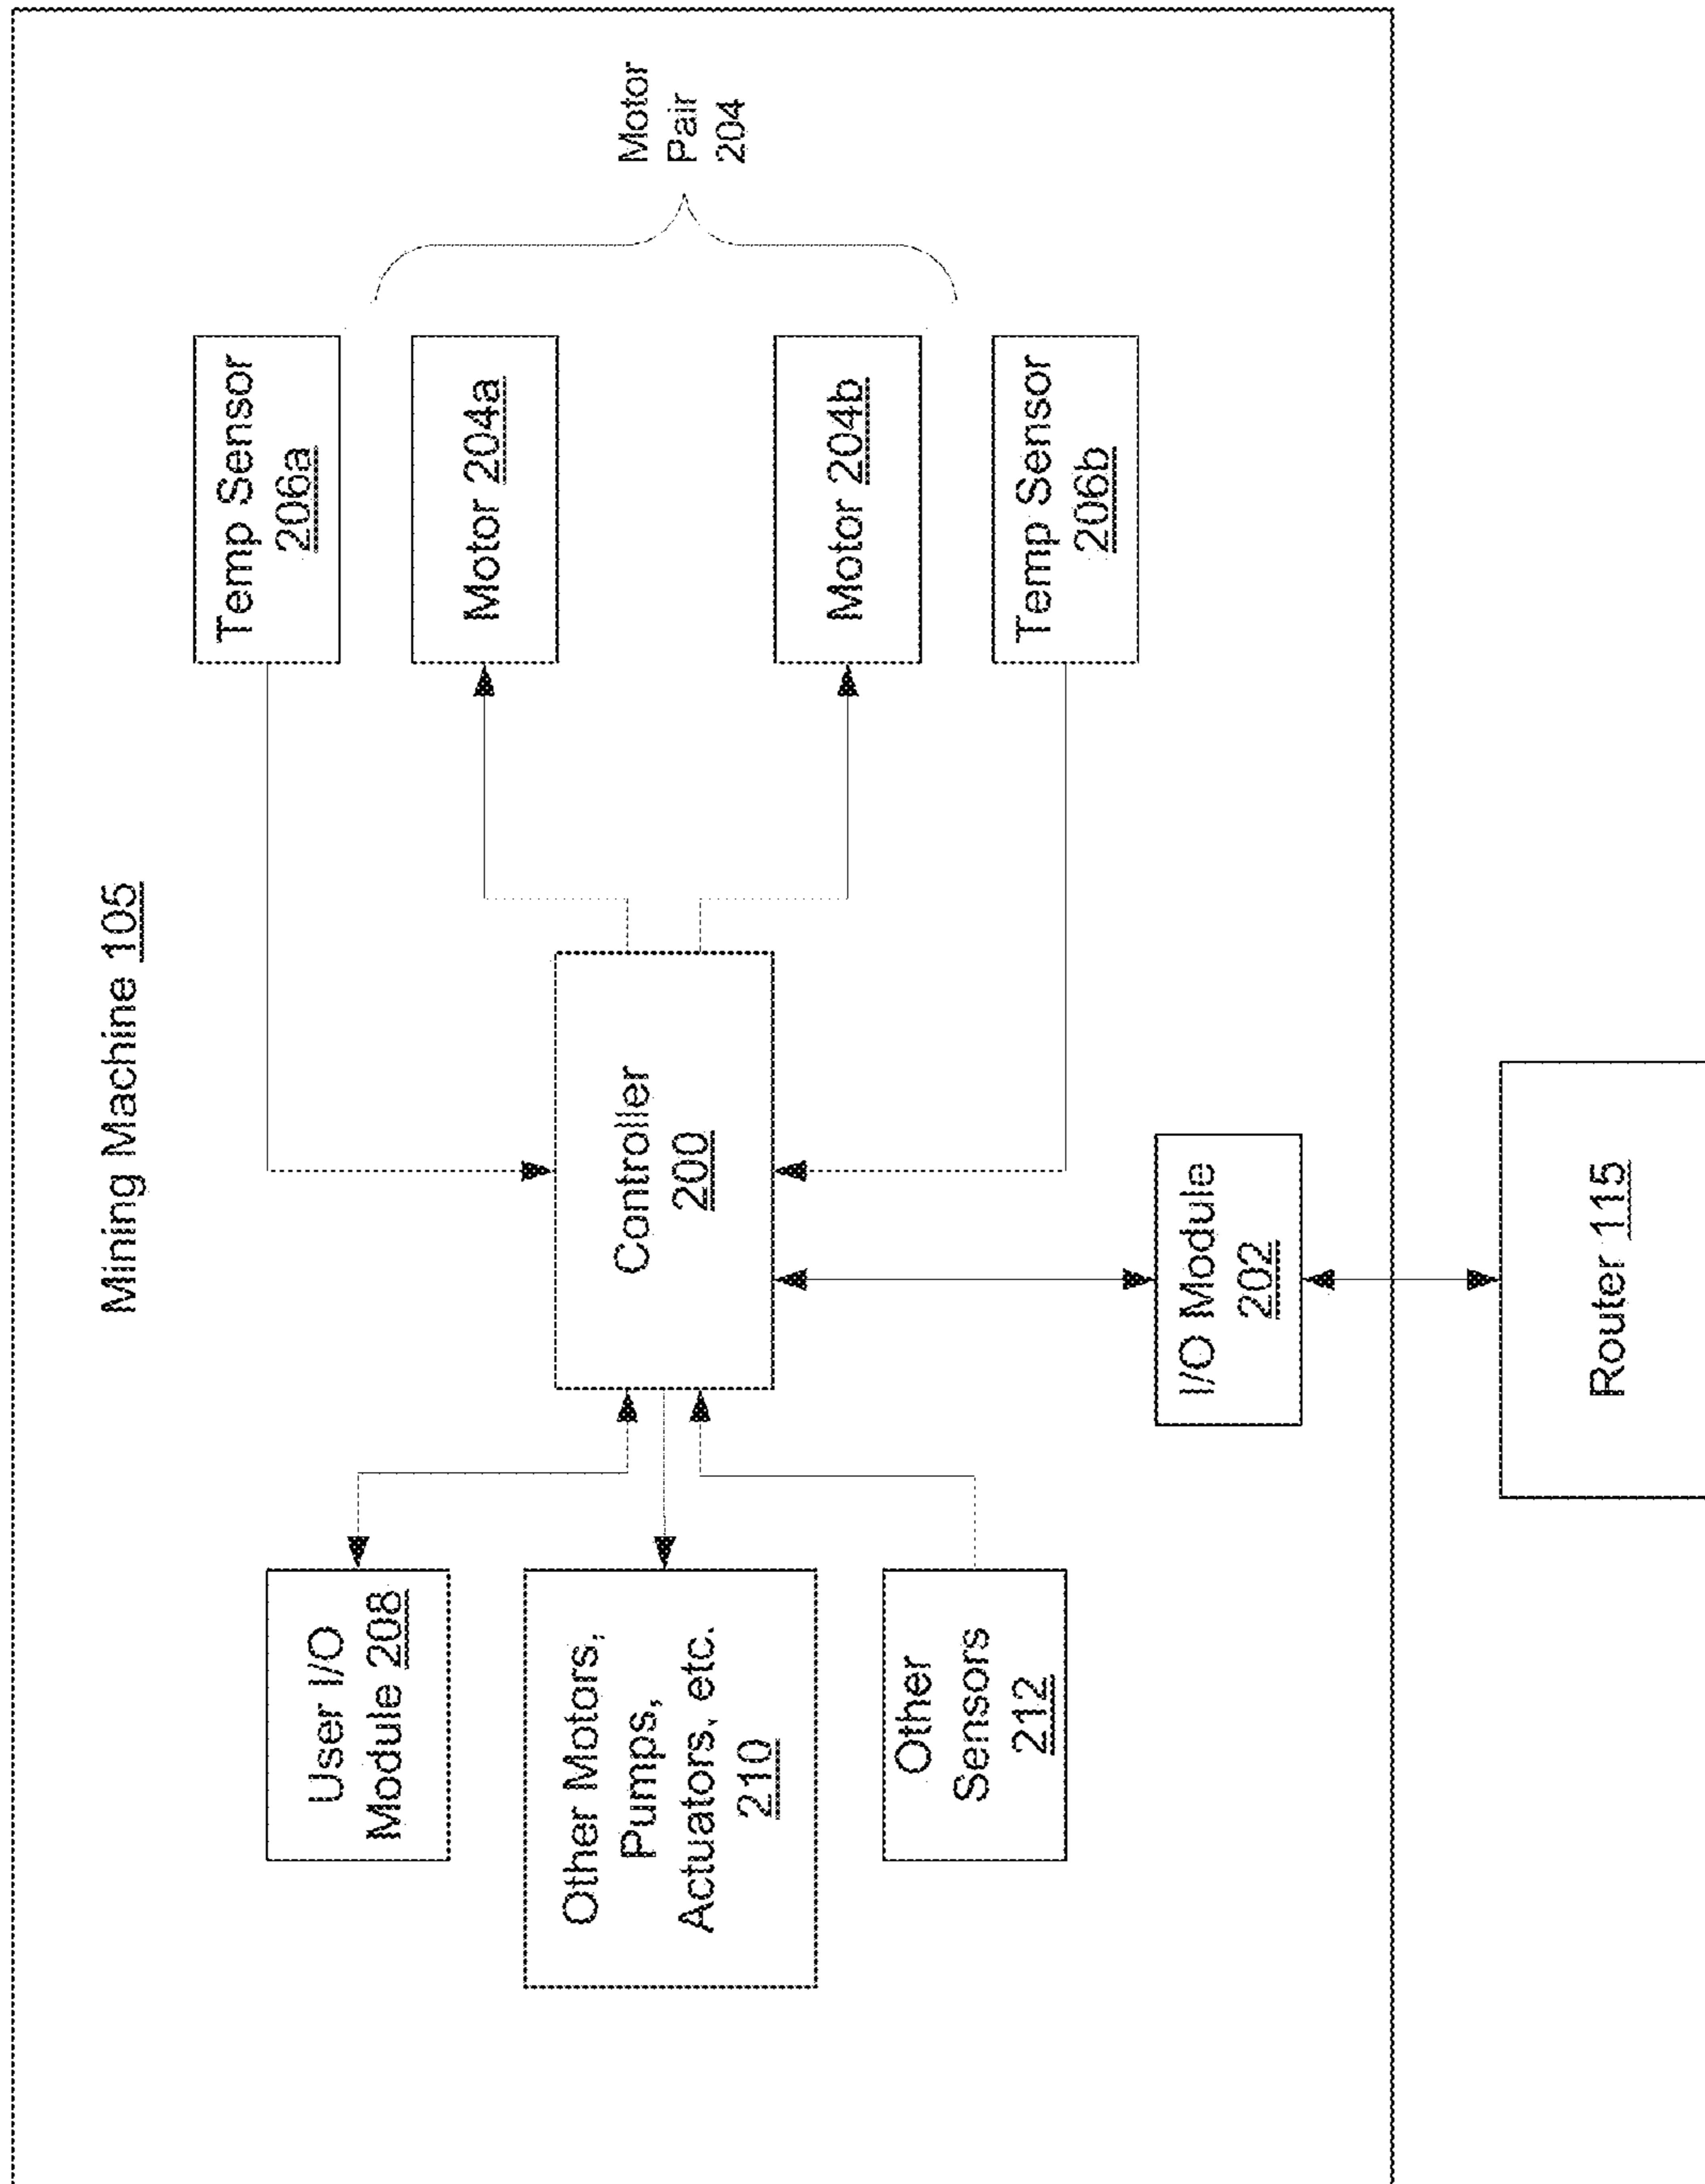 Mining Machine 105
User I/O
Module 208
Other Motors,
Pumps,
Actuators, etc.
210
Other
Sensors
212
Controller
200
Temp Sensor
206a
Motor 204a
Motor 204b
Temp Sensor
206b
Motor
Pair
204
I/O Module
202
Router 115